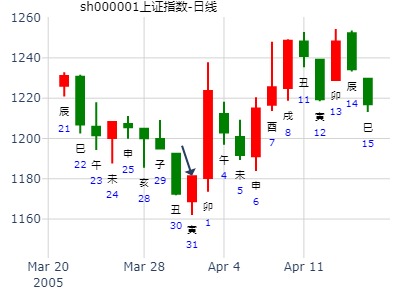 sh000001上证指数-日线
1260
1240
1220
1200
1180
1160
辰
21
巳
22
午
23
未
24
申
25
亥
28
子
29
丑
30
寅
31
卯
1
午
4
未
5
申
6
酉
7
戌
8
丑
11
寅
12
卯
13
辰
14
巳
15
Mar 20
2005
Mar 28
Apr 4
Apr 11